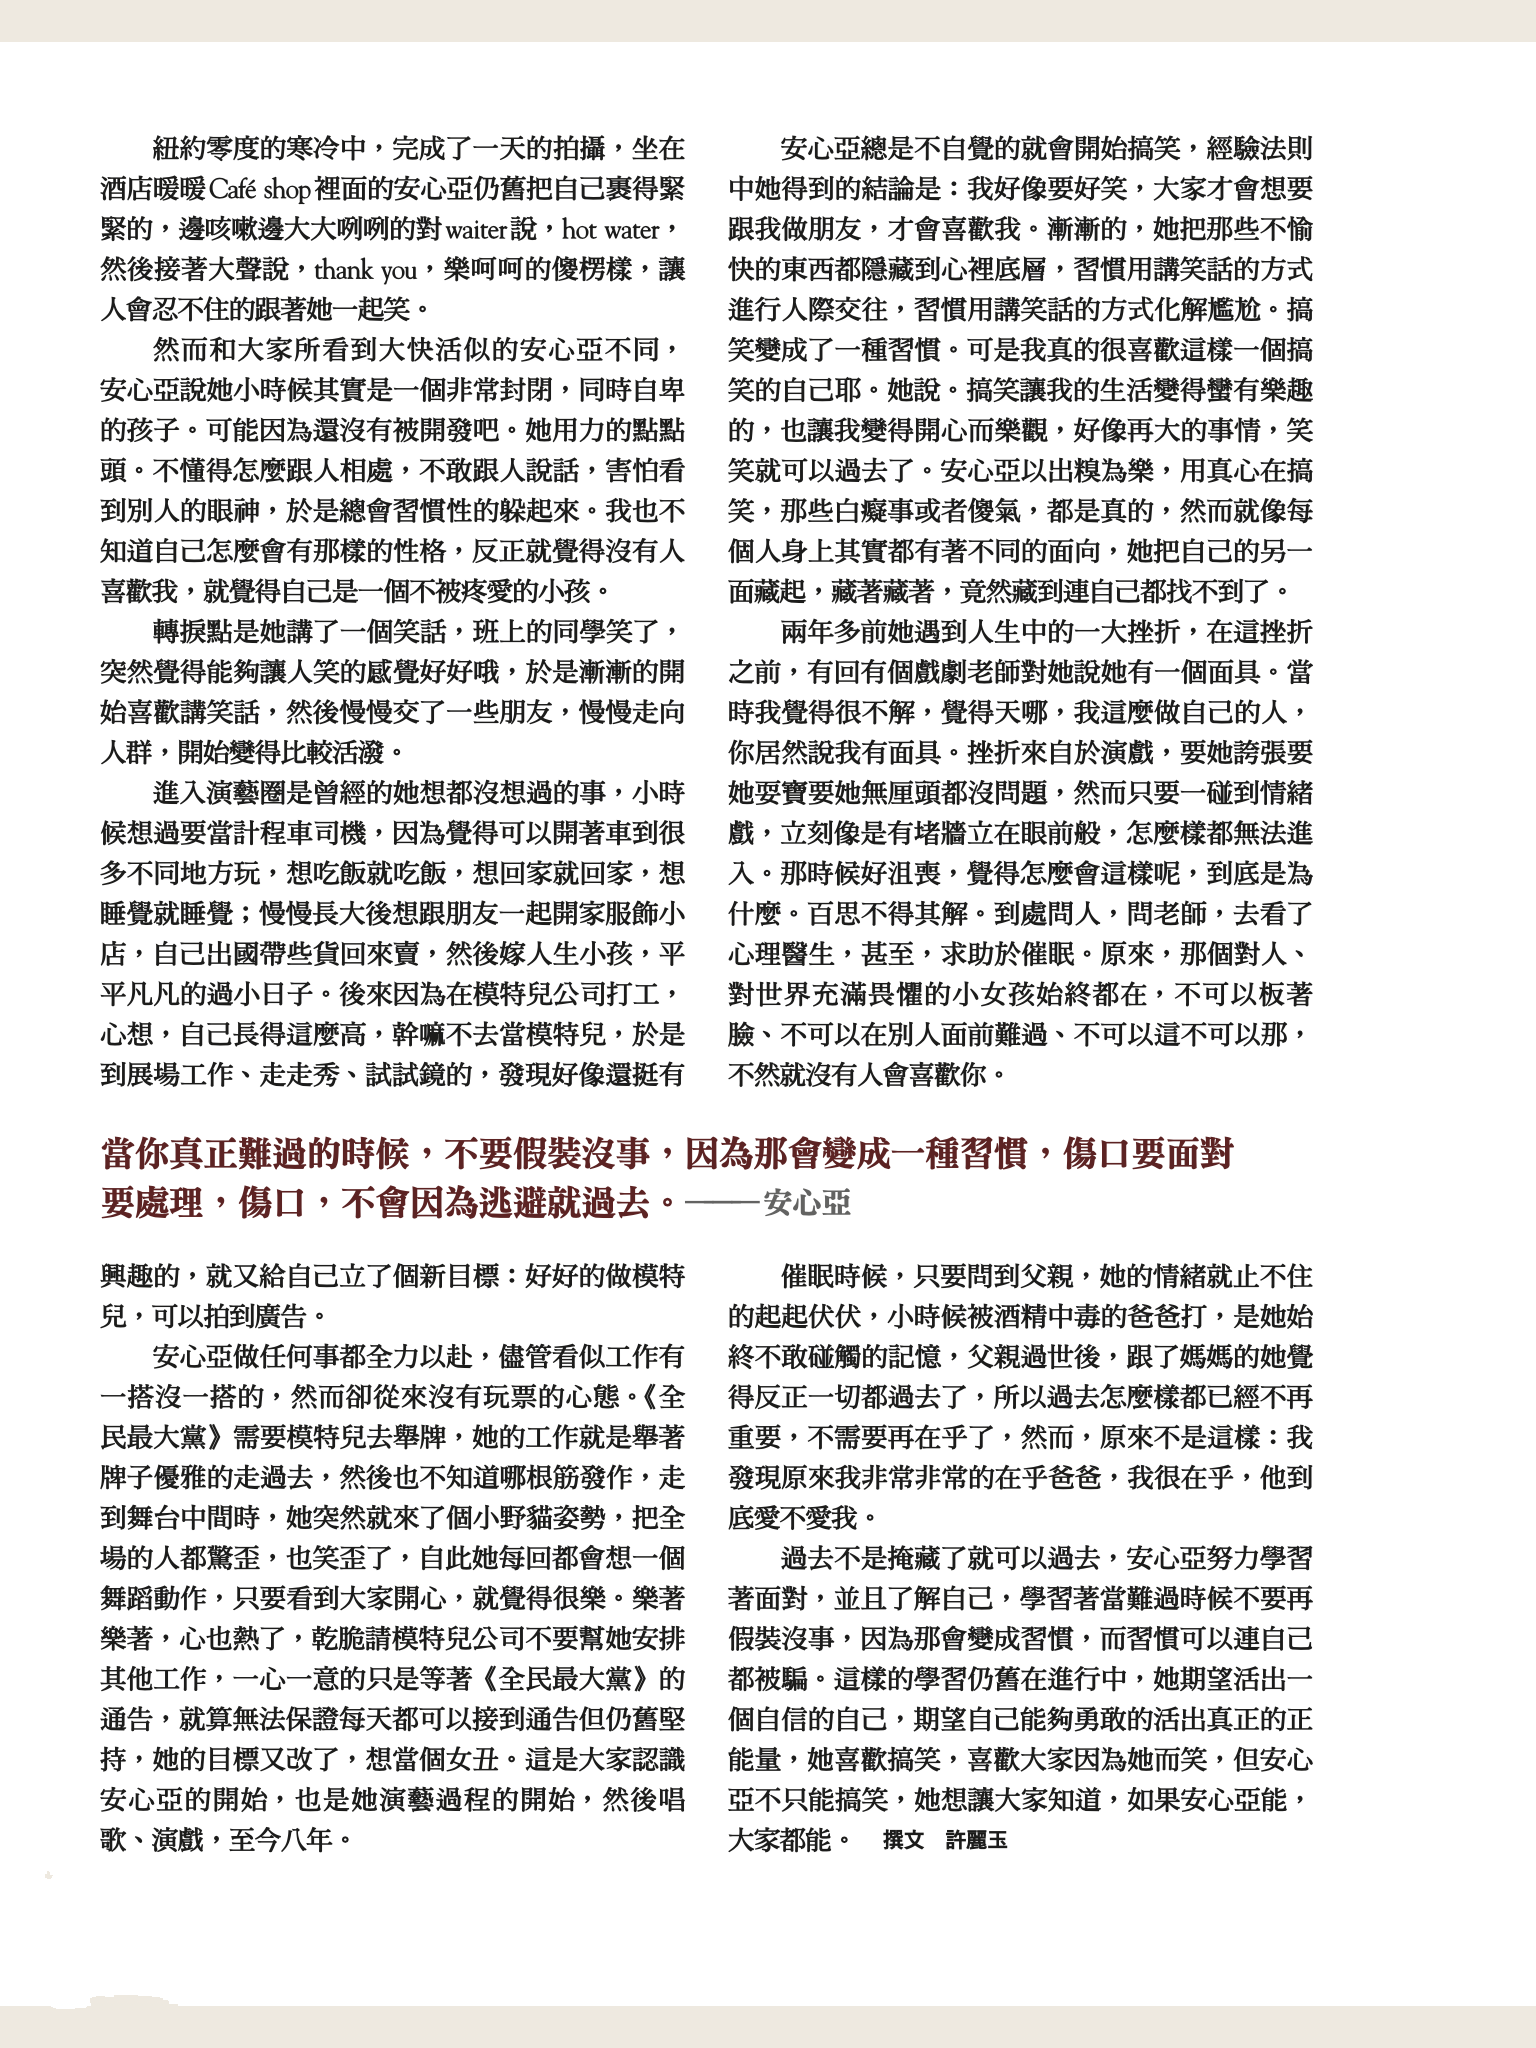 紐約零度的寒冷中，完成了一天的拍攝，坐在
酒店暖暖Café shop裡面的安心亞仍舊把自己裹得緊
緊的，邊咳嗽邊大大咧咧的對waiter說，hot water，
然後接著大聲說，thank you，樂呵呵的傻楞樣，讓
人會忍不住的跟著她一起笑。
然而和大家所看到大快活似的安心亞不同，
安心亞說她小時候其實是一個非常封閉，同時自卑
的孩子。可能因為還沒有被開發吧。她用力的點點
頭。不懂得怎麼跟人相處，不敢跟人說話，害怕看
到別人的眼神，於是總會習慣性的躲起來。我也不
知道自己怎麼會有那樣的性格，反正就覺得沒有人
喜歡我，就覺得自己是一個不被疼愛的小孩。
轉捩點是她講了一個笑話，班上的同學笑了，
突然覺得能夠讓人笑的感覺好好哦，於是漸漸的開
始喜歡講笑話，然後慢慢交了一些朋友，慢慢走向
人群，開始變得比較活潑。
進入演藝圈是曾經的她想都沒想過的事，小時
候想過要當計程車司機，因為覺得可以開著車到很
多不同地方玩，想吃飯就吃飯，想回家就回家，想
睡覺就睡覺；慢慢長大後想跟朋友一起開家服飾小
店，自己出國帶些貨回來賣，然後嫁人生小孩，平
平凡凡的過小日子。後來因為在模特兒公司打工，
心想，自己長得這麼高，幹嘛不去當模特兒，於是
到展場工作、走走秀、試試鏡的，發現好像還挺有
安心亞總是不自覺的就會開始搞笑，經驗法則
中她得到的結論是：我好像要好笑，大家才會想要
跟我做朋友，才會喜歡我。漸漸的，她把那些不愉
快的東西都隱藏到心裡底層，習慣用講笑話的方式
進行人際交往，習慣用講笑話的方式化解尷尬。搞
笑變成了一種習慣。可是我真的很喜歡這樣一個搞
笑的自己耶。她說。搞笑讓我的生活變得蠻有樂趣
的，也讓我變得開心而樂觀，好像再大的事情，笑
笑就可以過去了。安心亞以出糗為樂，用真心在搞
笑，那些白癡事或者傻氣，都是真的，然而就像每
個人身上其實都有著不同的面向，她把自己的另一
面藏起，藏著藏著，竟然藏到連自己都找不到了。
兩年多前她遇到人生中的一大挫折，在這挫折
之前，有回有個戲劇老師對她說她有一個面具。當
時我覺得很不解，覺得天哪，我這麼做自己的人，
你居然說我有面具。挫折來自於演戲，要她誇張要
她耍寶要她無厘頭都沒問題，然而只要一碰到情緒
戲，立刻像是有堵牆立在眼前般，怎麼樣都無法進
入。那時候好沮喪，覺得怎麼會這樣呢，到底是為
什麼。百思不得其解。到處問人，問老師，去看了
心理醫生，甚至，求助於催眠。原來，那個對人、
對世界充滿畏懼的小女孩始終都在，不可以板著
臉、不可以在別人面前難過、不可以這不可以那，
不然就沒有人會喜歡你。
當你真正難過的時候，不要假裝沒事，因為那會變成一種習慣，傷口要面對
要處理，傷口，不會因為逃避就過去。——安心亞
興趣的，就又給自己立了個新目標：好好的做模特
兒，可以拍到廣告。
安心亞做任何事都全力以赴，儘管看似工作有
一搭沒一搭的，然而卻從來沒有玩票的心態。《全
民最大黨》需要模特兒去舉牌，她的工作就是舉著
牌子優雅的走過去，然後也不知道哪根筋發作，走
到舞台中間時，她突然就來了個小野貓姿勢，把全
場的人都驚歪，也笑歪了，自此她每回都會想一個
舞蹈動作，只要看到大家開心，就覺得很樂。樂著
樂著，心也熱了，乾脆請模特兒公司不要幫她安排
其他工作，一心一意的只是等著《全民最大黨》的
通告，就算無法保證每天都可以接到通告但仍舊堅
持，她的目標又改了，想當個女丑。這是大家認識
安心亞的開始，也是她演藝過程的開始，然後唱
歌、演戲，至今八年。
催眠時候，只要問到父親，她的情緒就止不住
的起起伏伏，小時候被酒精中毒的爸爸打，是她始
終不敢碰觸的記憶，父親過世後，跟了媽媽的她覺
得反正一切都過去了，所以過去怎麼樣都已經不再
重要，不需要再在乎了，然而，原來不是這樣：我
發現原來我非常非常的在乎爸爸，我很在乎，他到
底愛不愛我。
過去不是掩藏了就可以過去，安心亞努力學習
著面對，並且了解自己，學習著當難過時候不要再
假裝沒事，因為那會變成習慣，而習慣可以連自己
都被騙。這樣的學習仍舊在進行中，她期望活出一
個自信的自己，期望自己能夠勇敢的活出真正的正
能量，她喜歡搞笑，喜歡大家因為她而笑，但安心
亞不只能搞笑，她想讓大家知道，如果安心亞能，
大家都能。 撰文 許麗玉